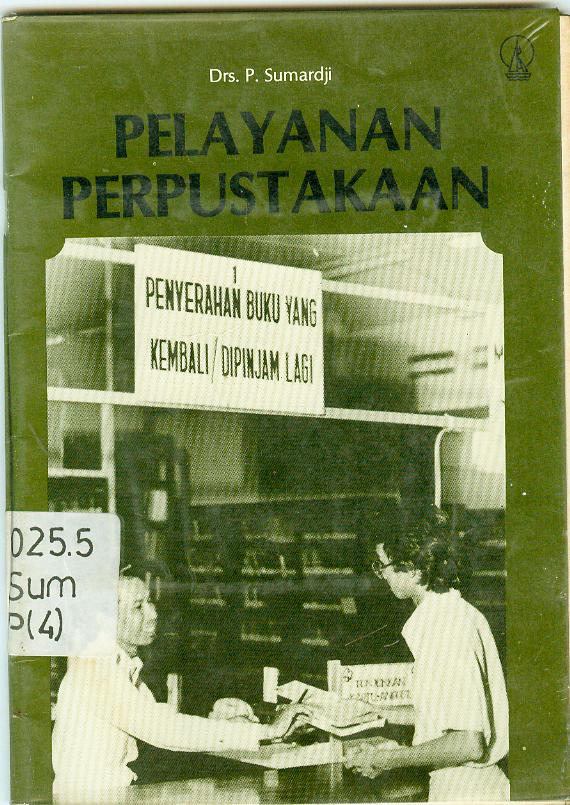 Drs. P. Sumardji
PELAYANAN
PERPUSTAKAAN
1
PENYERAHAN BUKU YANG
KEMBALI/DIPINJAM LAGI
025.5
Sum
P(4)